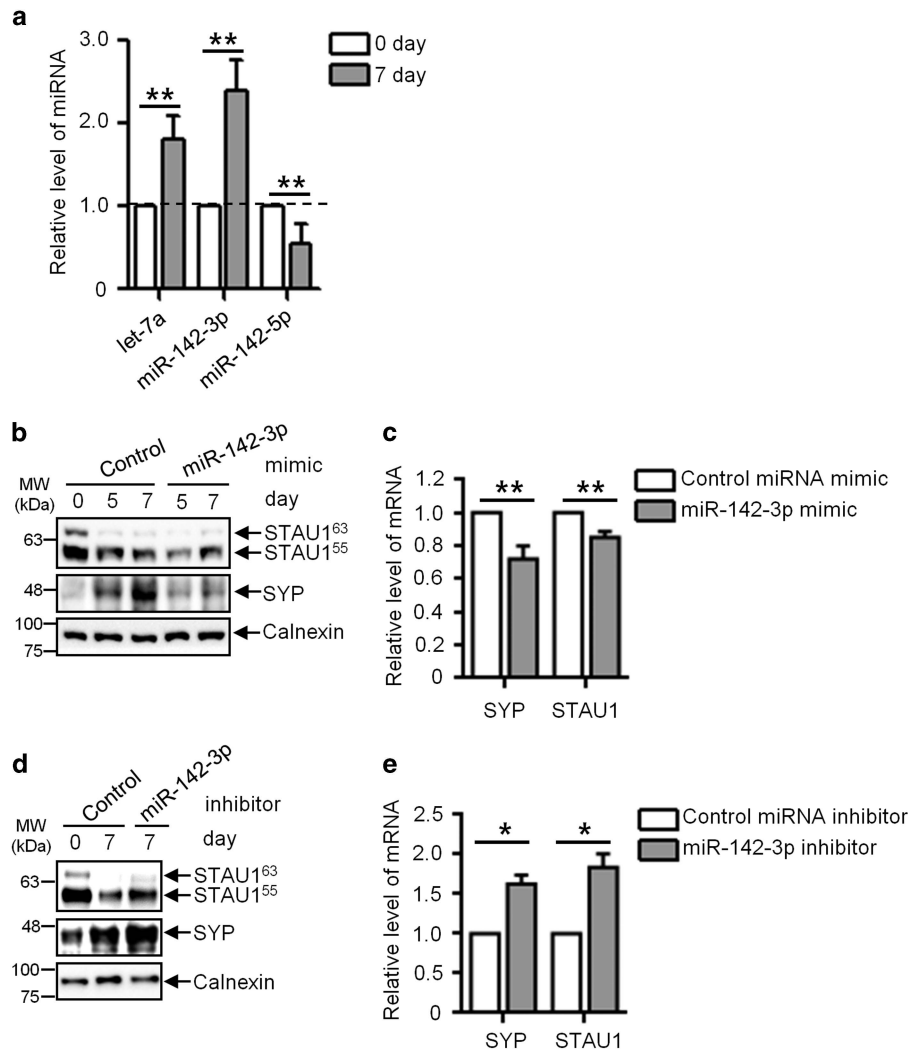 a
Relative level of miRNA
3.0
2.0
1.0
0
**
**
**
0 day
7 day
let-7a
miR-142-3p
miR-142-5p
b
Control
miR-142-3p
mimic
MW
(kDa)
0
5
7
5
7
day
63
STAU1⁶³
STAU1⁵⁵
48
SYP
100
75
Calnexin
c
Relative level of mRNA
1.2
1.0
0.8
0.6
0.4
0.2
0
**
**
Control miRNA mimic
miR-142-3p mimic
SYP
STAU1
d
Control
miR-142-3p
inhibitor
MW
(kDa)
0
7
7
day
63
STAU1⁶³
STAU1⁵⁵
48
SYP
100
75
Calnexin
e
Relative level of mRNA
2.5
2.0
1.5
1.0
0.5
0
*
*
Control miRNA inhibitor
miR-142-3p inhibitor
SYP
STAU1